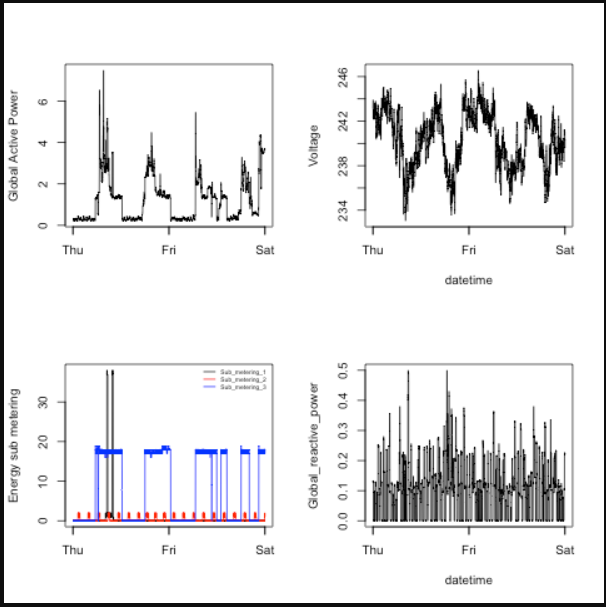 Global Active Power
6
4
2
0
Thu Fri Sat
Voltage
246
242
238
234
Thu Fri Sat
datetime
Energy sub metering
30
20
10
0
Sub_metering_1
Sub_metering_2
Sub_metering_3
Thu Fri Sat
Global_reactive_power
0.5
0.4
0.3
0.2
0.1
0.0
Thu Fri Sat
datetime